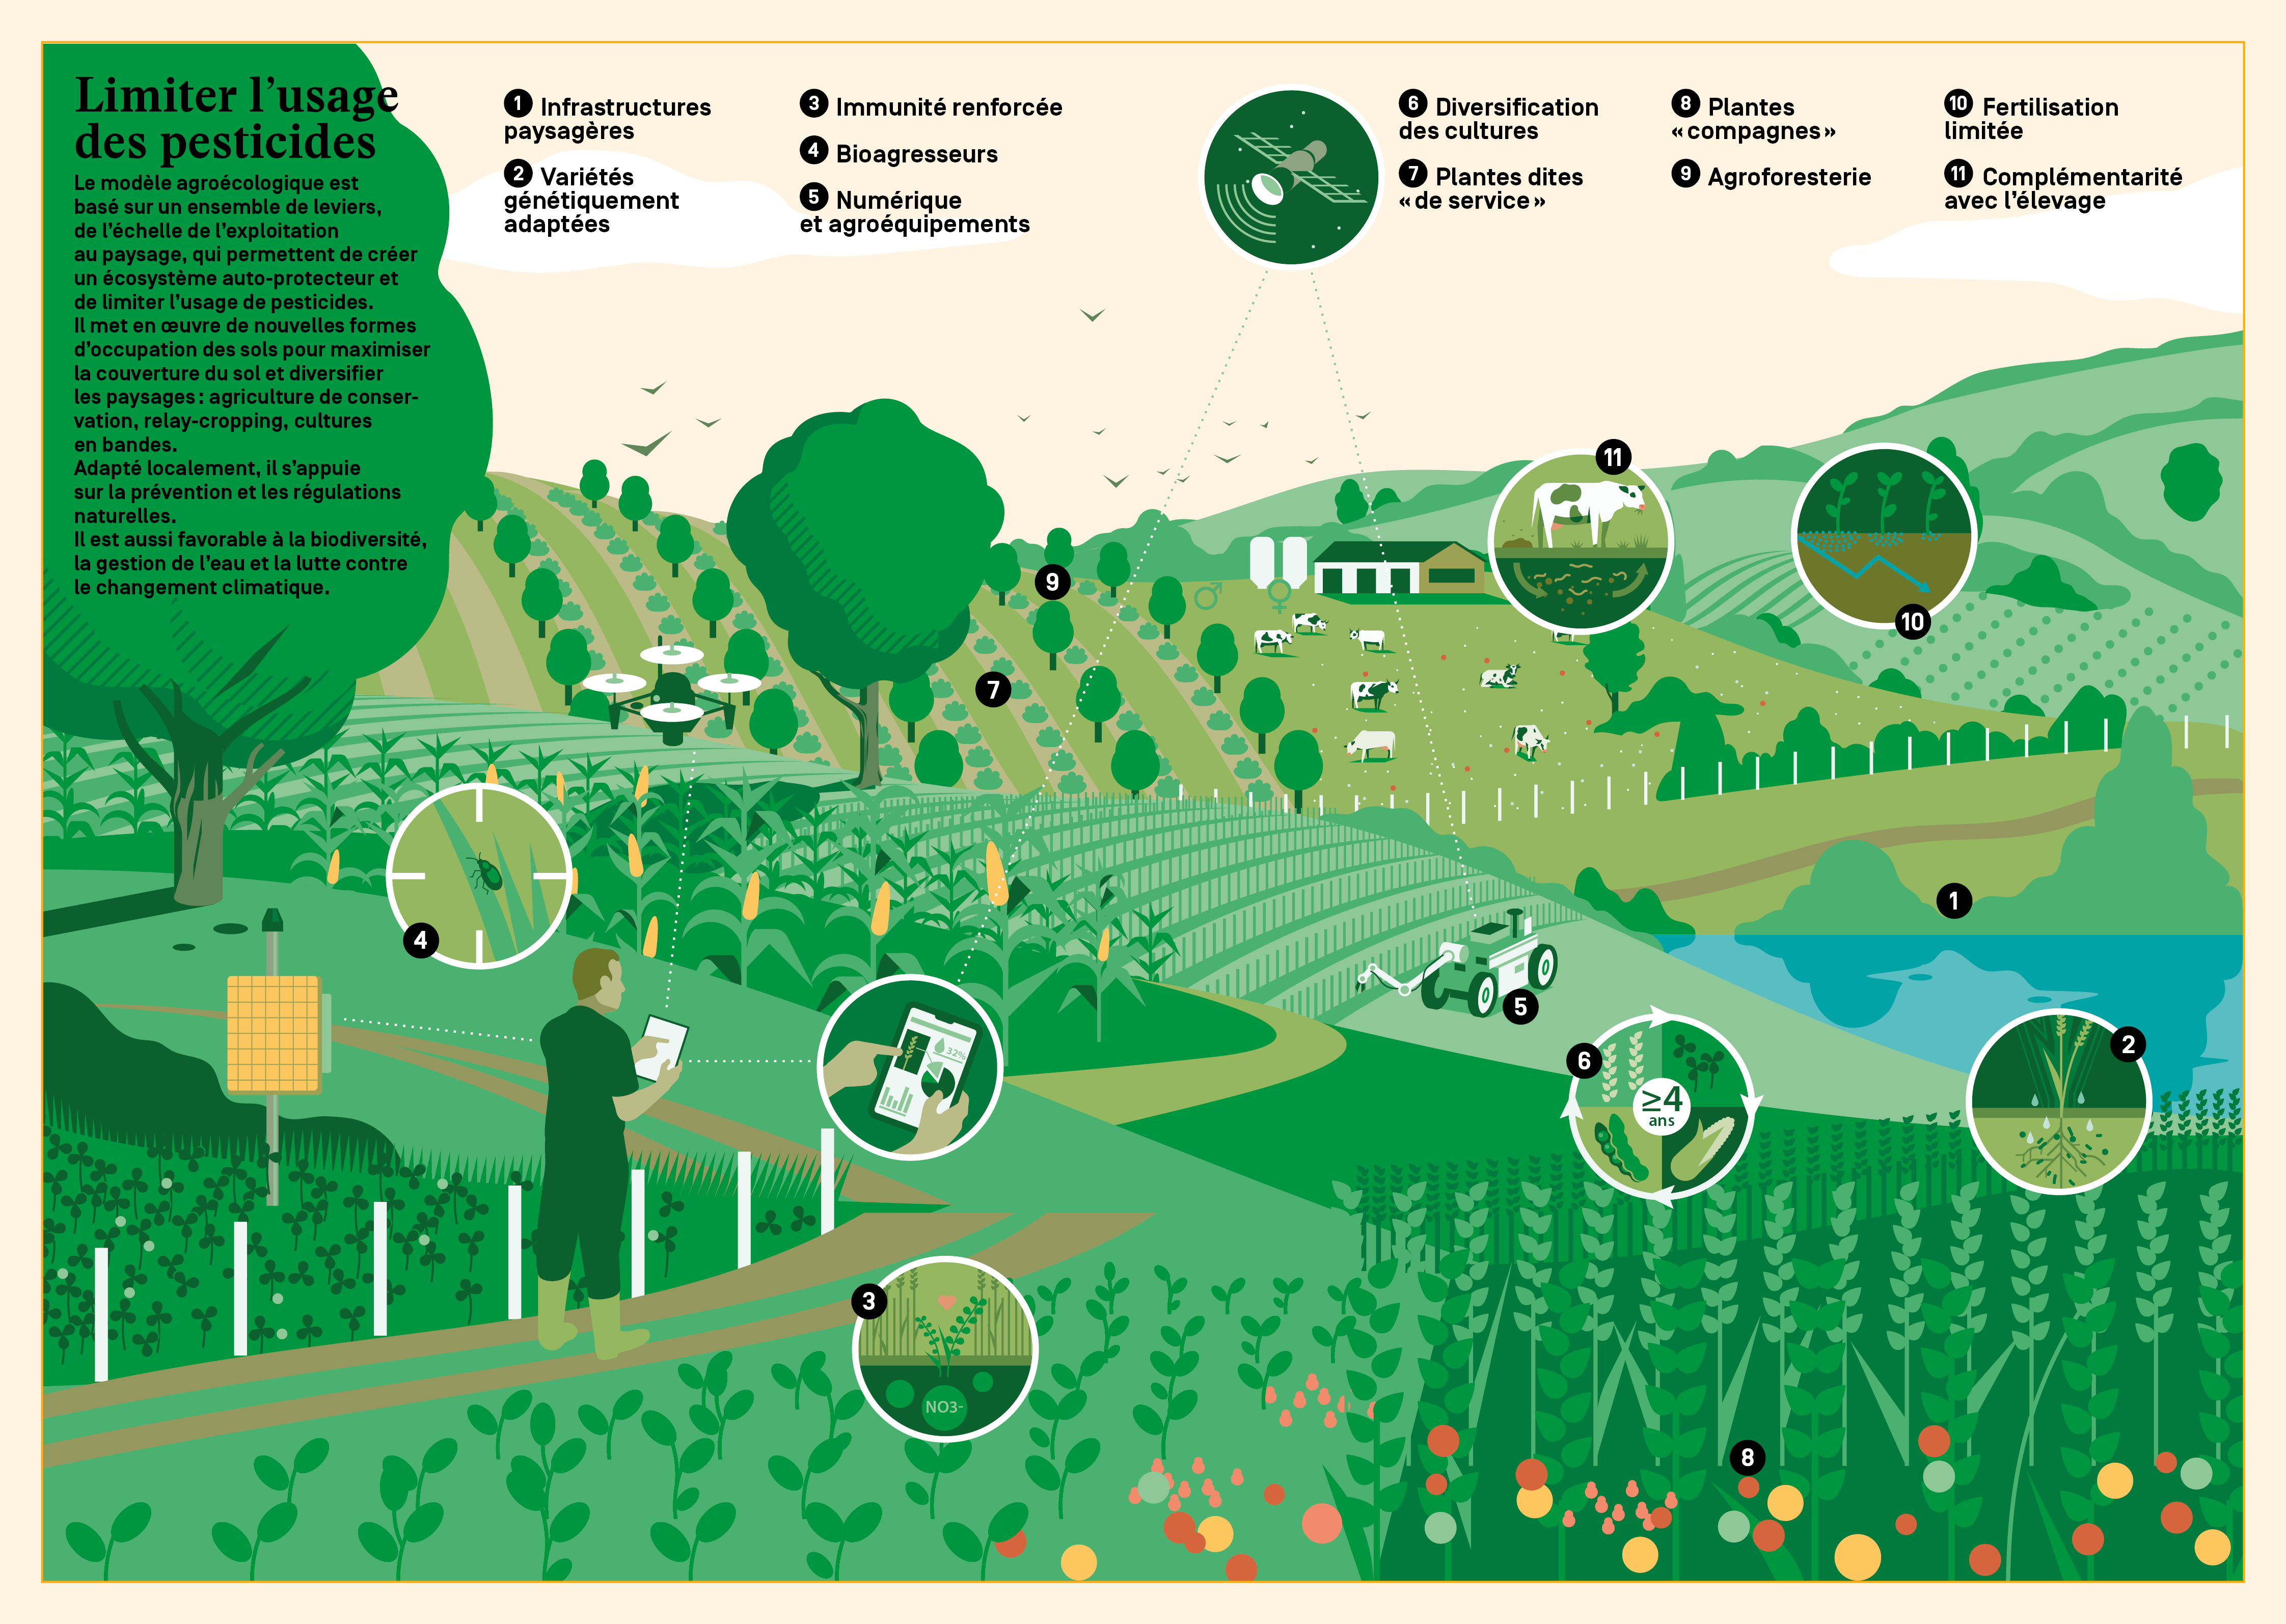 Limiter l’usage
des pesticides
Le modèle agroécologique est
basé sur un ensemble de leviers,
de l’échelle de l’exploitation
au paysage, qui permettent de créer
un écosystème auto-protecteur et
de limiter l’usage de pesticides.
Il met en œuvre de nouvelles formes
d’occupation des sols pour maximiser
la couverture du sol et diversifier
les paysages : agriculture de conser-
vation, relay-cropping, cultures
en bandes.
Adapté localement, il s’appuie
sur la prévention et les régulations
naturelles.
Il est aussi favorable à la biodiversité,
la gestion de l’eau et la lutte contre
le changement climatique.
1 Infrastructures
paysagères
2 Variétés
génétiquement
adaptées
3 Immunité renforcée
4 Bioagresseurs
5 Numérique
et agroéquipements
6 Diversification
des cultures
7 Plantes dites
« de service »
8 Plantes
« compagnes »
9 Agroforesterie
10 Fertilisation
limitée
11 Complémentarité
avec l’élevage
11
9
10
7
1
4
5
2
6
≥4
ans
32%
3
NO3-
8